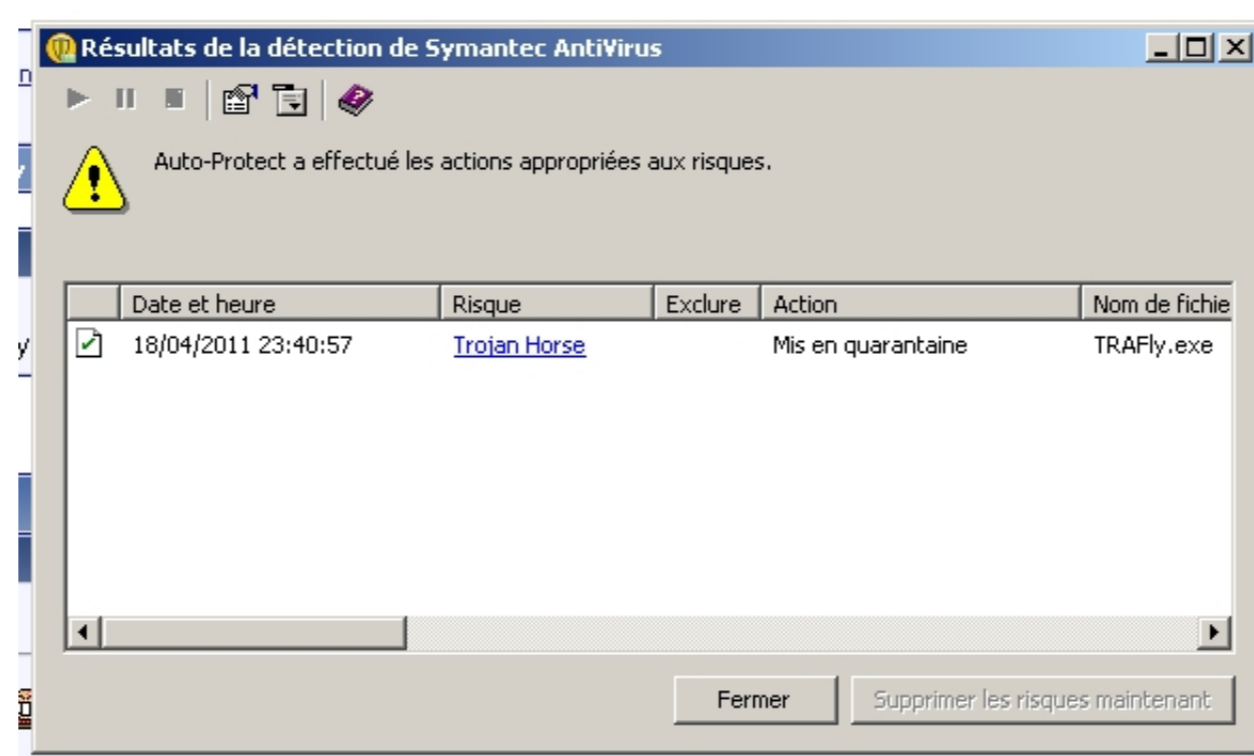 Résultats de la détection de Symantec AntiVirus
Auto-Protect a effectué les actions appropriées aux risques.
Date et heure Risque Exclure Action Nom de fichie
18/04/2011 23:40:57 Trojan Horse Mis en quarantaine TRAFly.exe
Fermer Supprimer les risques maintenant